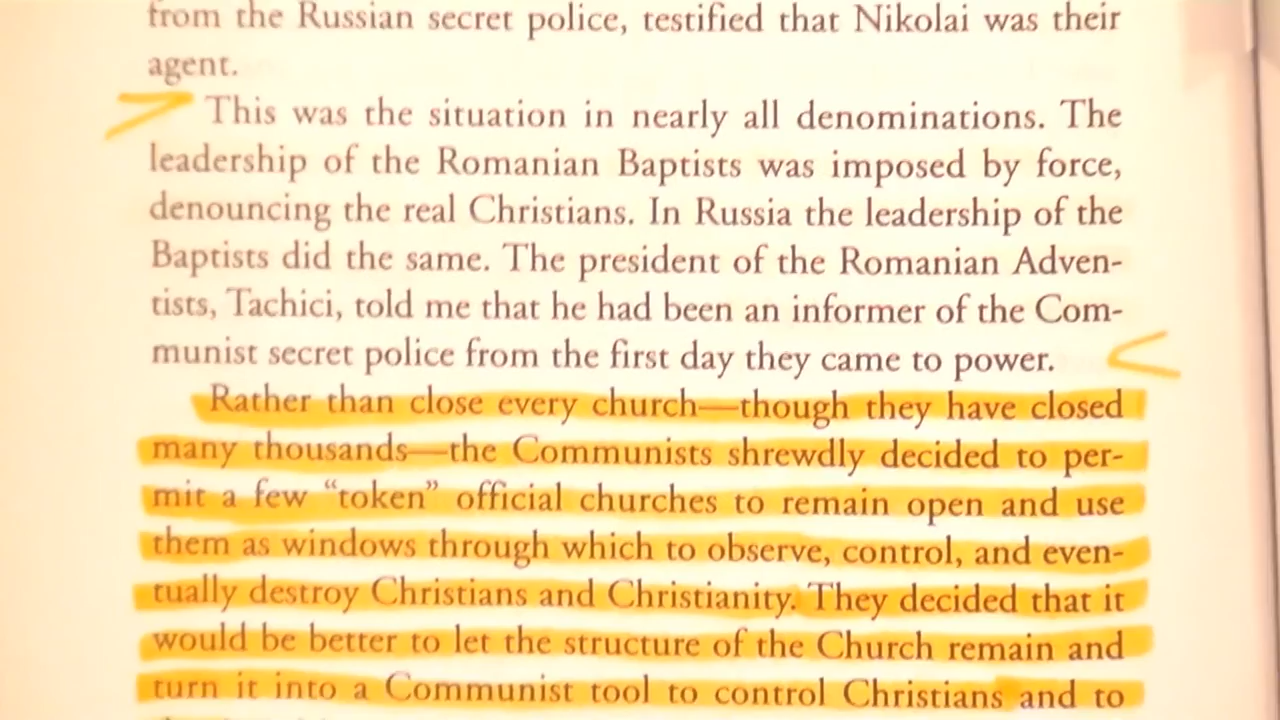 from the Russian secret police, testified that Nikolai was their
agent.
This was the situation in nearly all denominations. The
leadership of the Romanian Baptists was imposed by force,
denouncing the real Christians. In Russia the leadership of the
Baptists did the same. The president of the Romanian Adven-
tists, Tachici, told me that he had been an informer of the Com-
munist secret police from the first day they came to power.
Rather than close every church—though they have closed
many thousands—the Communists shrewdly decided to per-
mit a few “token” official churches to remain open and use
them as windows through which to observe, control, and even-
tually destroy Christians and Christianity. They decided that it
would be better to let the structure of the Church remain and
turn it into a Communist tool to control Christians and to